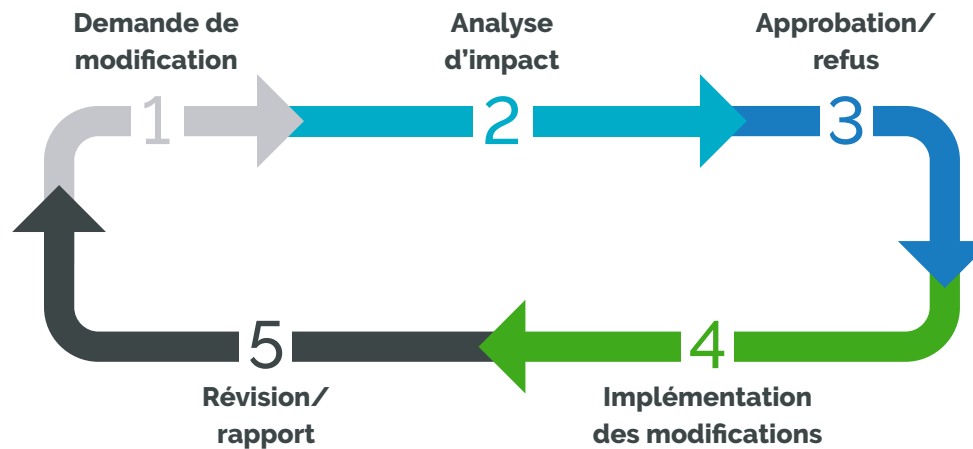 Demande de
modification
Analyse
d’impact
Approbation/
refus
1
2
3
4
5
Implémentation
des modifications
Révision/
rapport